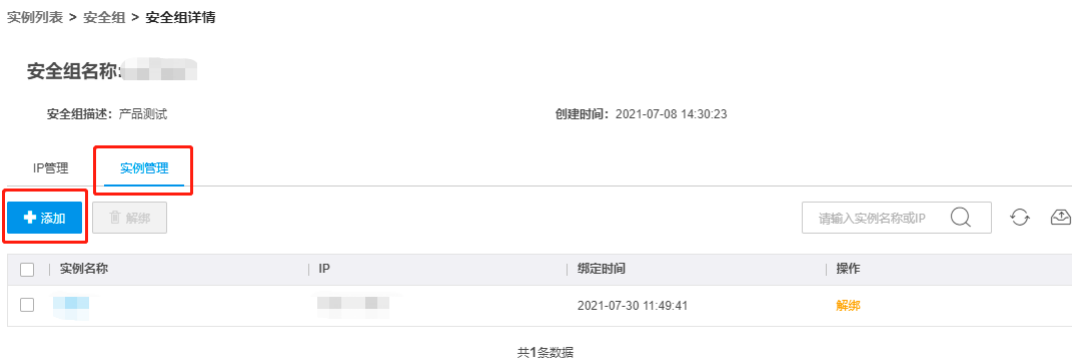 实例列表 > 安全组 > 安全组详情
安全组名称:
安全组描述：产品测试 创建时间：2021-07-08 14:30:23
IP管理 实例管理
添加 解绑 请输入实例名称或IP
实例名称 IP 绑定时间 操作
2021-07-30 11:49:41 解绑
共1条数据